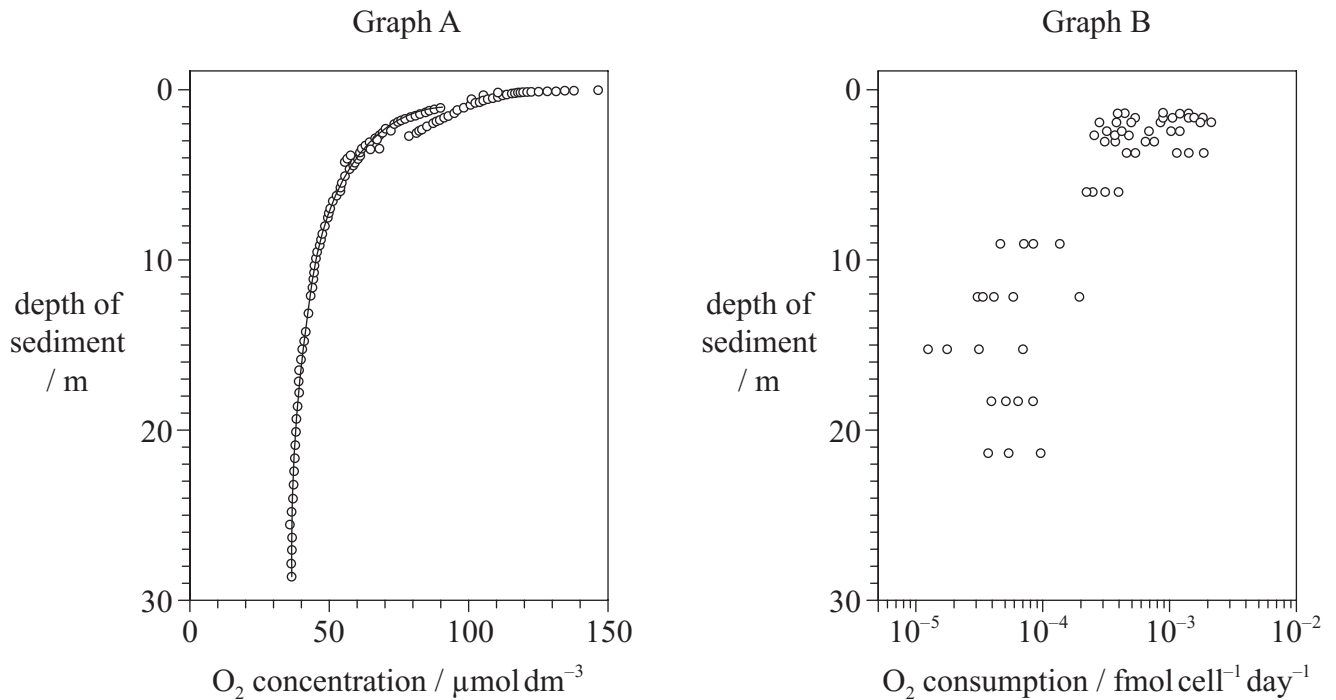 Graph A
Graph B
0
10
20
30
depth of
sediment
/ m
0
50
100
150
O₂ concentration / µmol dm⁻³
0
10
20
30
depth of
sediment
/ m
10⁻⁵
10⁻⁴
10⁻³
10⁻²
O₂ consumption / fmol cell⁻¹ day⁻¹